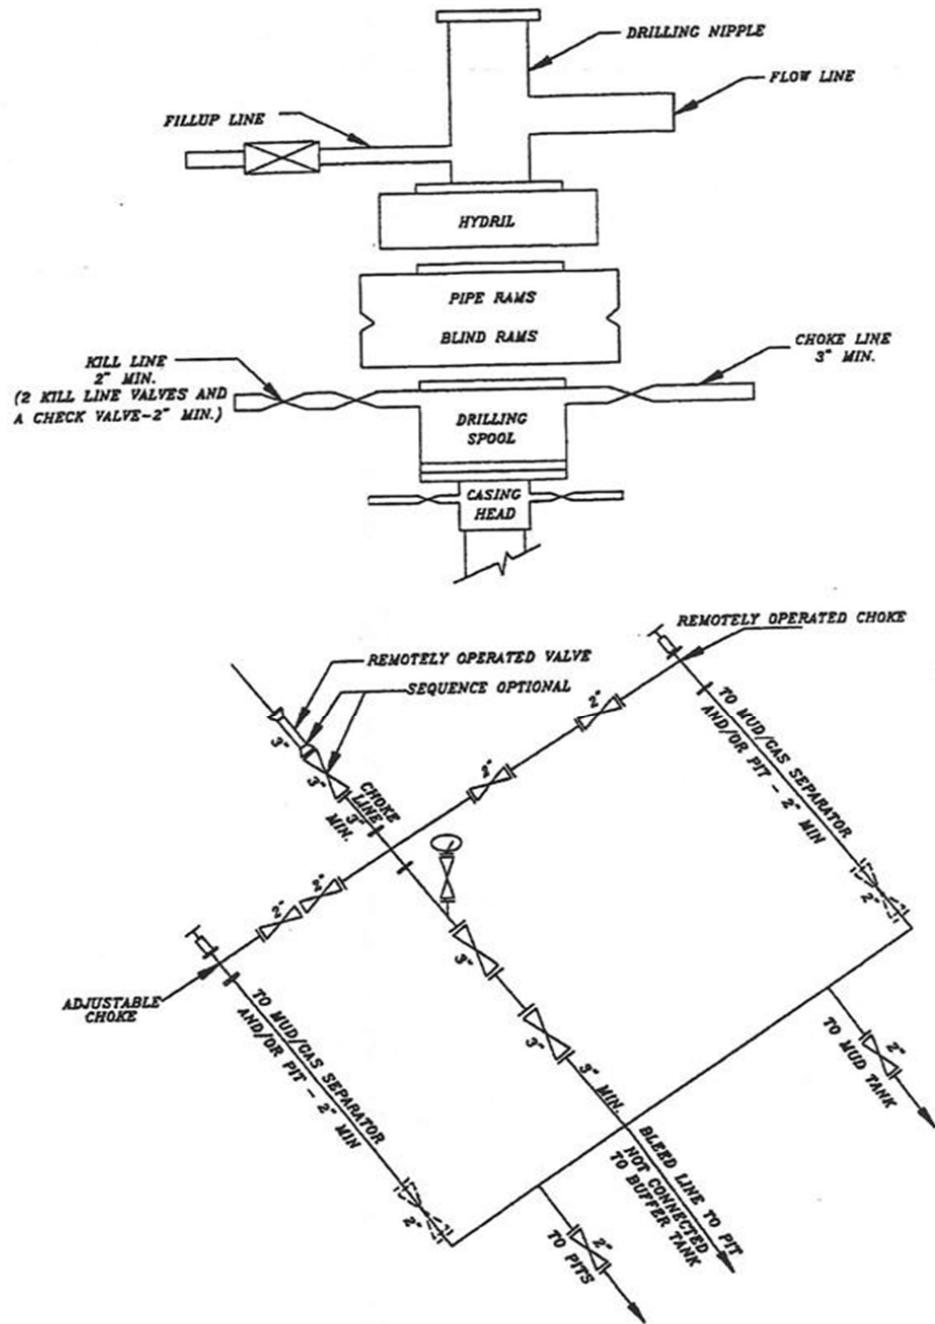 DRILLING NIPPLE
FLOW LINE
FILLUP LINE
HYDRIL
PIPE RAMS
BLIND RAMS
KILL LINE
2" MIN.
(2 KILL LINE VALVES AND
A CHECK VALVE-2" MIN.)
CHOKE LINE
3" MIN.
DRILLING
SPOOL
CASING
HEAD
REMOTELY OPERATED CHOKE
REMOTELY OPERATED VALVE
SEQUENCE OPTIONAL
3"
3"
CHOKE
LINE
3"
MIN.
2"
2"
TO MUD/GAS SEPARATOR
AND/OR PIT - 2" MIN
2"
2"
2"
ADJUSTABLE
CHOKE
TO MUD/GAS SEPARATOR
AND/OR PIT - 2" MIN
2"
3"
3"
3" MIN.
2"
TO MUD TANK
BLEED LINE TO PIT
NOT CONNECTED
TO BUFFER TANK
2"
TO PITS